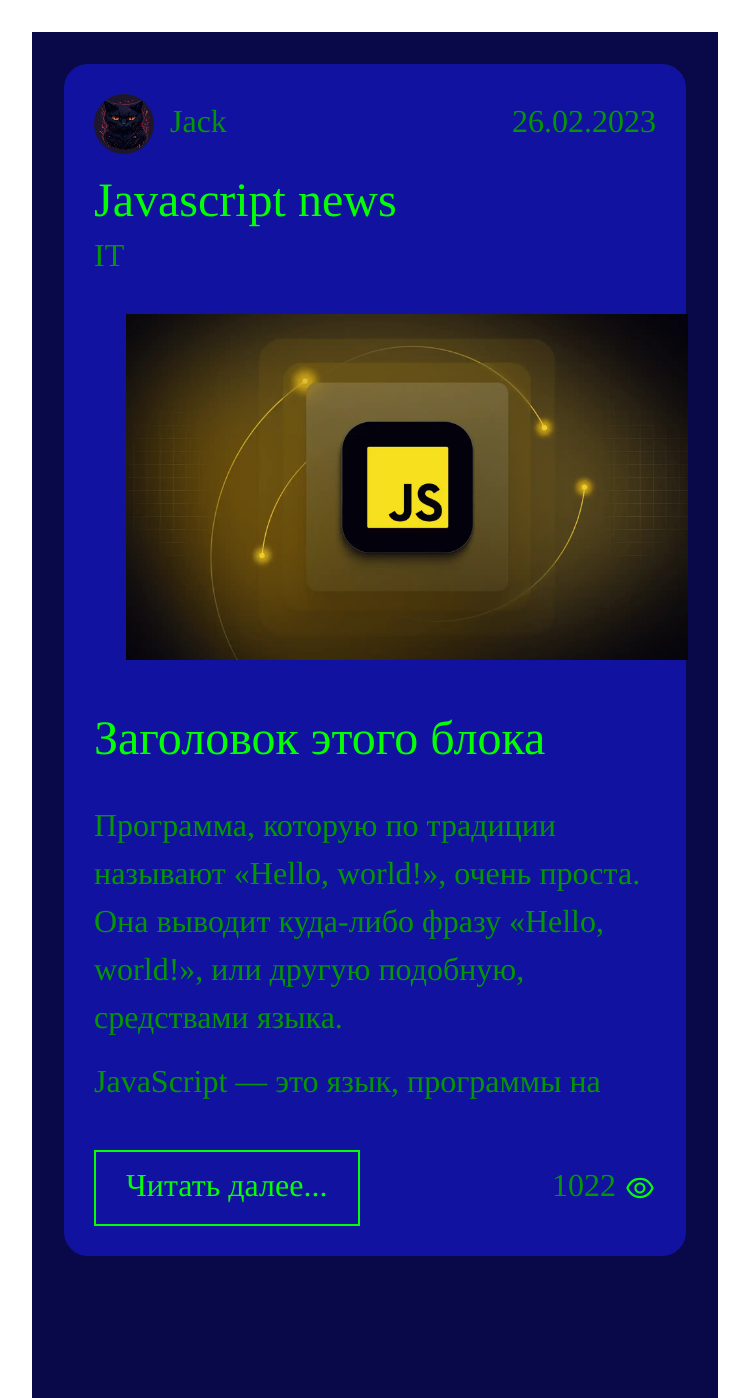 Jack 26.02.2023
Javascript news
IT
JS
Заголовок этого блока
Программа, которую по традиции
называют «Hello, world!», очень проста.
Она выводит куда-либо фразу «Hello,
world!», или другую подобную,
средствами языка.
JavaScript — это язык, программы на
Читать далее... 1022